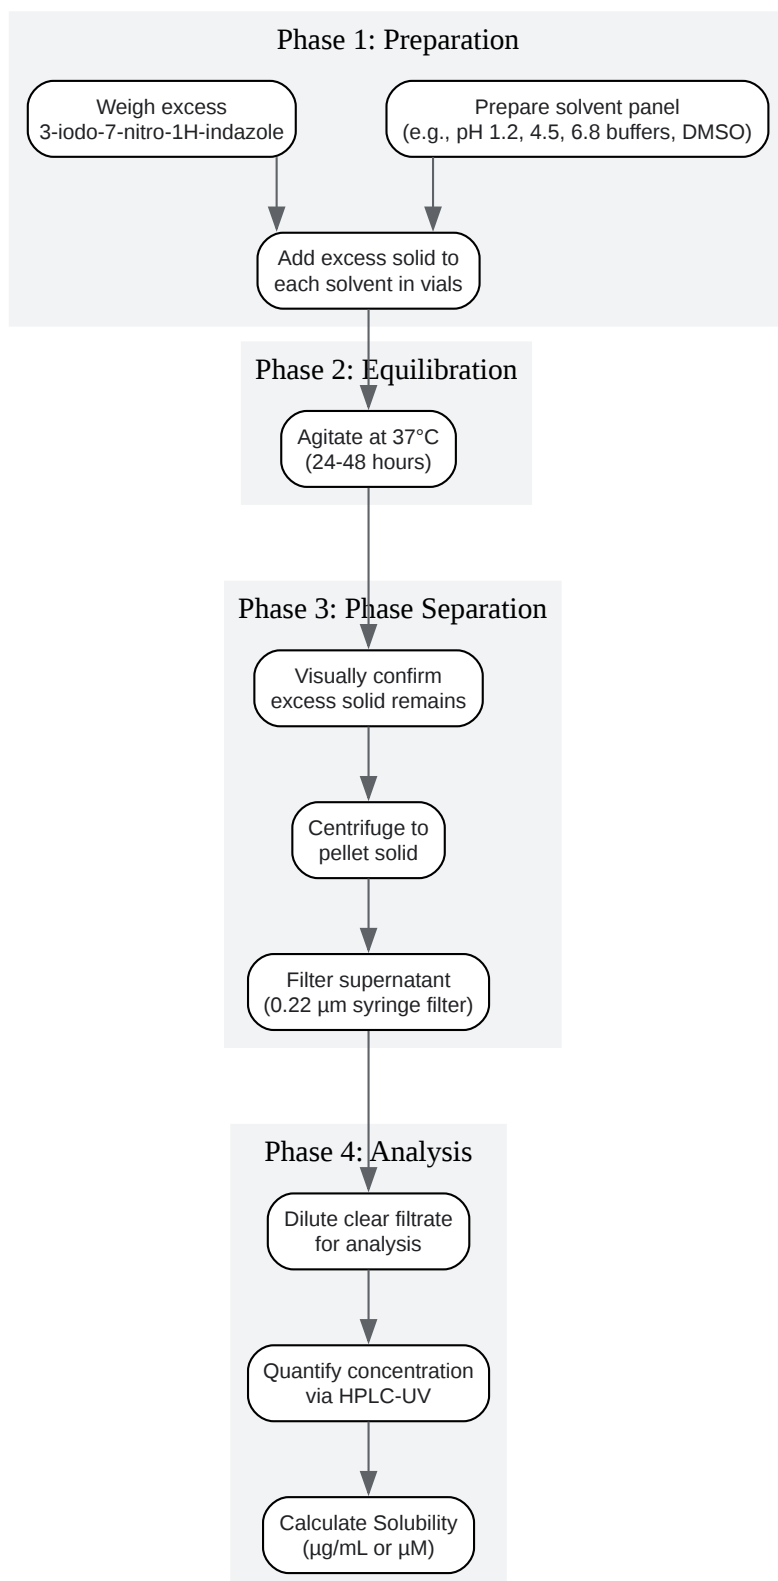 Phase 1: Preparation
Weigh excess
3-iodo-7-nitro-1H-indazole
Prepare solvent panel
(e.g., pH 1.2, 4.5, 6.8 buffers, DMSO)
Add excess solid to
each solvent in vials
Phase 2: Equilibration
Agitate at 37°C
(24-48 hours)
Phase 3: Phase Separation
Visually confirm
excess solid remains
Centrifuge to
pellet solid
Filter supernatant
(0.22 µm syringe filter)
Phase 4: Analysis
Dilute clear filtrate
for analysis
Quantify concentration
via HPLC-UV
Calculate Solubility
(µg/mL or µM)